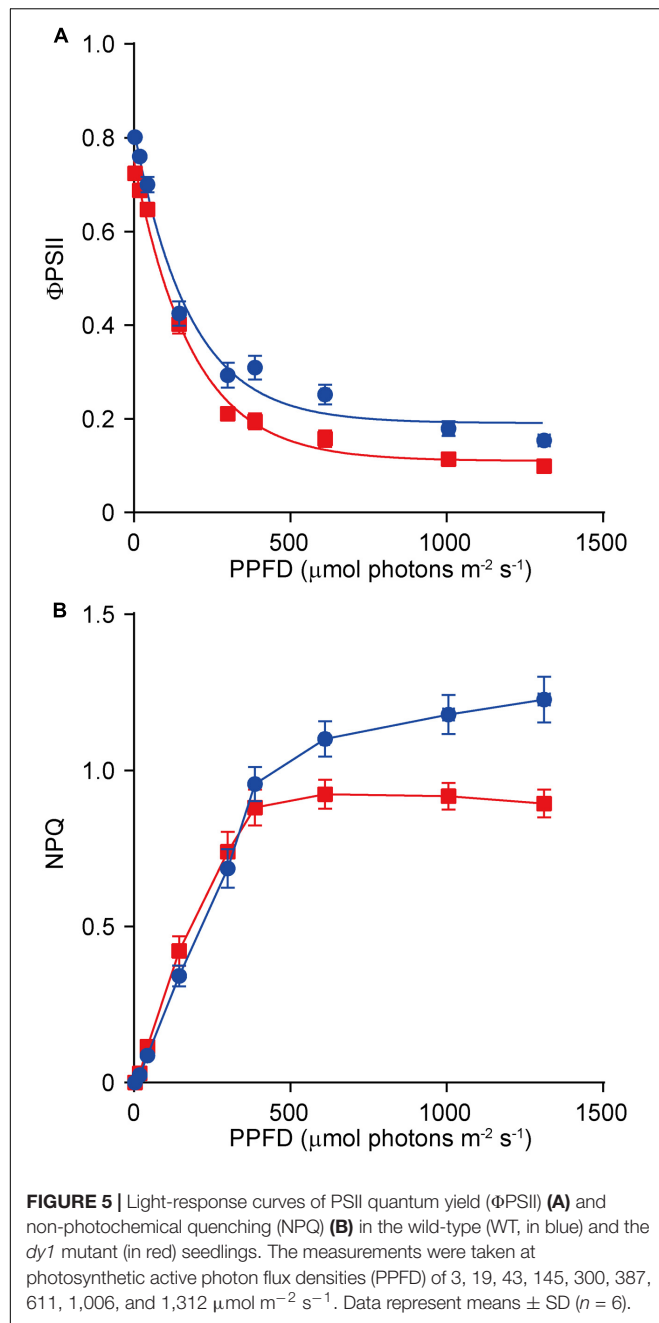 A
1.0
0.8
0.6
0.4
0.2
0
ΦPSII
0 500 1000 1500
PPFD (μmol photons m⁻² s⁻¹)
B
1.5
1.0
0.5
0
NPQ
0 500 1000 1500
PPFD (μmol photons m⁻² s⁻¹)
FIGURE 5 | Light-response curves of PSII quantum yield (ΦPSII) (A) and
non-photochemical quenching (NPQ) (B) in the wild-type (WT, in blue) and the
dy1 mutant (in red) seedlings. The measurements were taken at
photosynthetic active photon flux densities (PPFD) of 3, 19, 43, 145, 300, 387,
611, 1,006, and 1,312 μmol m⁻² s⁻¹. Data represent means ± SD (n = 6).